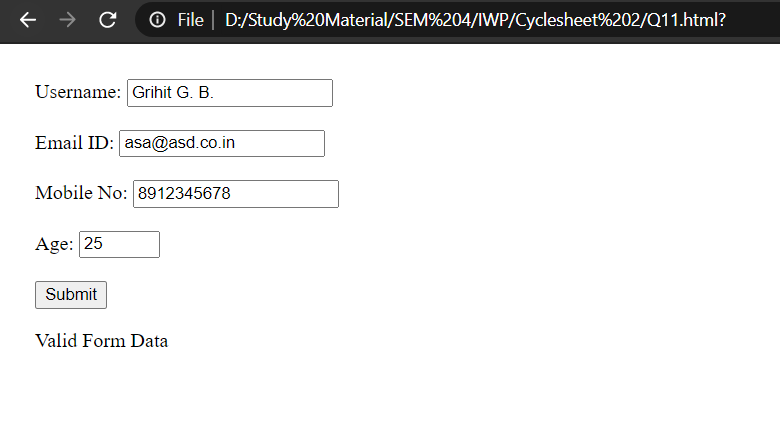 File D:/Study%20Material/SEM%204/IWP/Cyclesheet%202/Q11.html?
Username: Grihit G. B.
Email ID: asa@asd.co.in
Mobile No: 8912345678
Age: 25
Submit
Valid Form Data